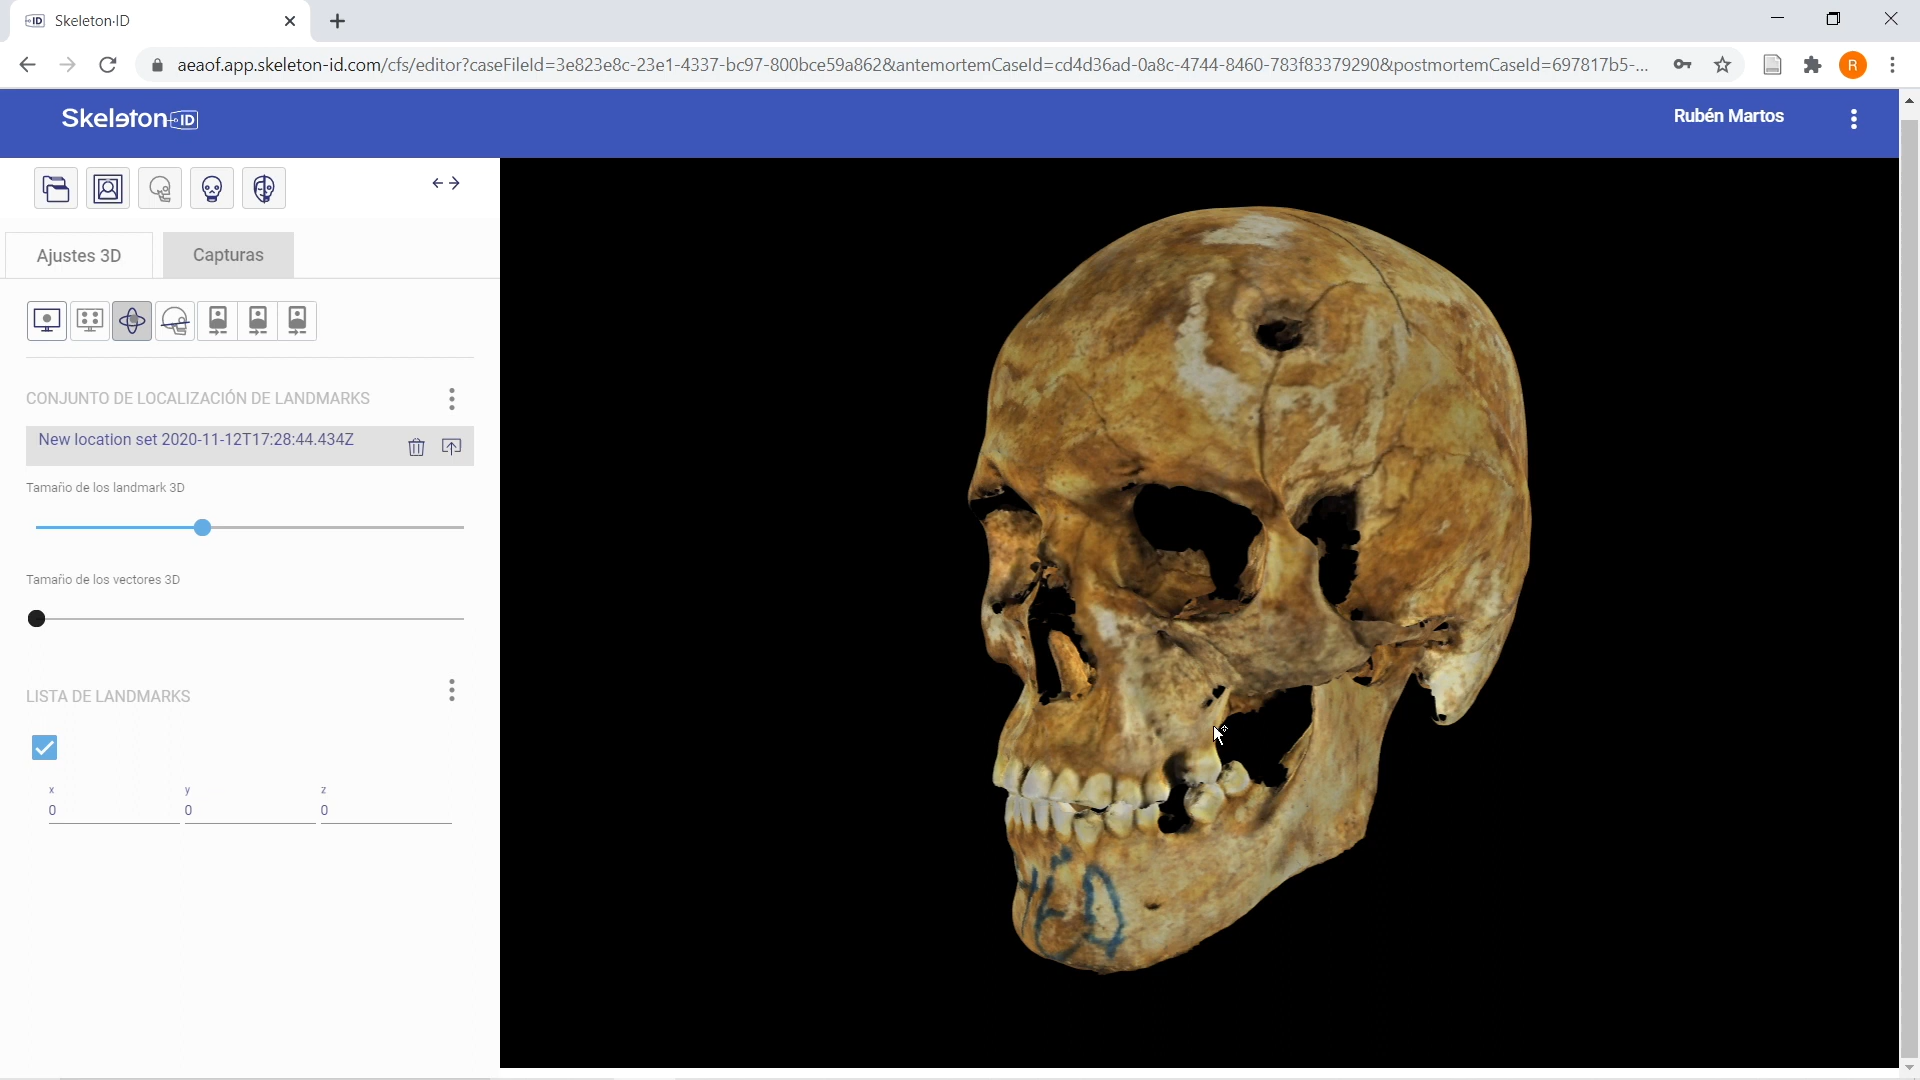 Skeleton·ID
aeaof.app.skeleton-id.com/cfs/editor?caseFileId=3e823e8c-23e1-4337-bc97-800bce59a862&antemortemCaseId=cd4d36ad-0a8c-4744-8460-783f83379290&postmortemCaseId=697817b5-...
R
Skeleton-ID
Rubén Martos
Ajustes 3D
Capturas
CONJUNTO DE LOCALIZACIÓN DE LANDMARKS
New location set 2020-11-12T17:28:44.434Z
Tamaño de los landmark 3D
Tamaño de los vectores 3D
LISTA DE LANDMARKS
x y z
0 0 0